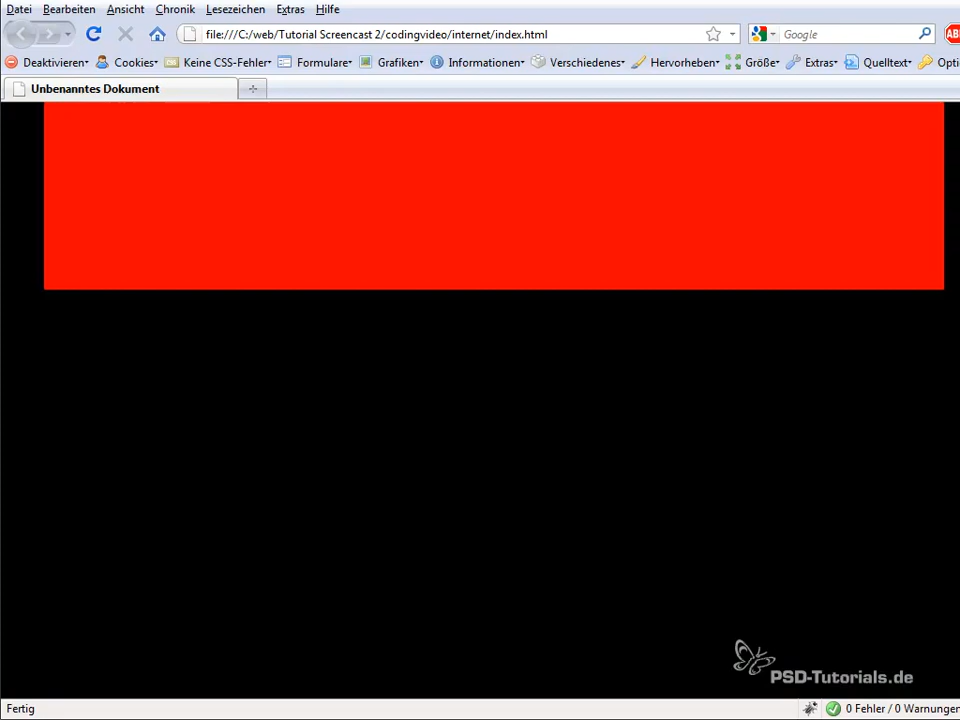 Datei Bearbeiten Ansicht Chronik Lesezeichen Extras Hilfe
file:///C:/web/Tutorial Screencast 2/codingvideo/internet/index.html Google ABP
Deaktivieren Cookies Keine CSS-Fehler Formulare Grafiken Informationen Verschiedenes Hervorheben Größe Extras Quelltext Opti
Unbenanntes Dokument
PSD-Tutorials.de
Fertig 0 Fehler / 0 Warnungen